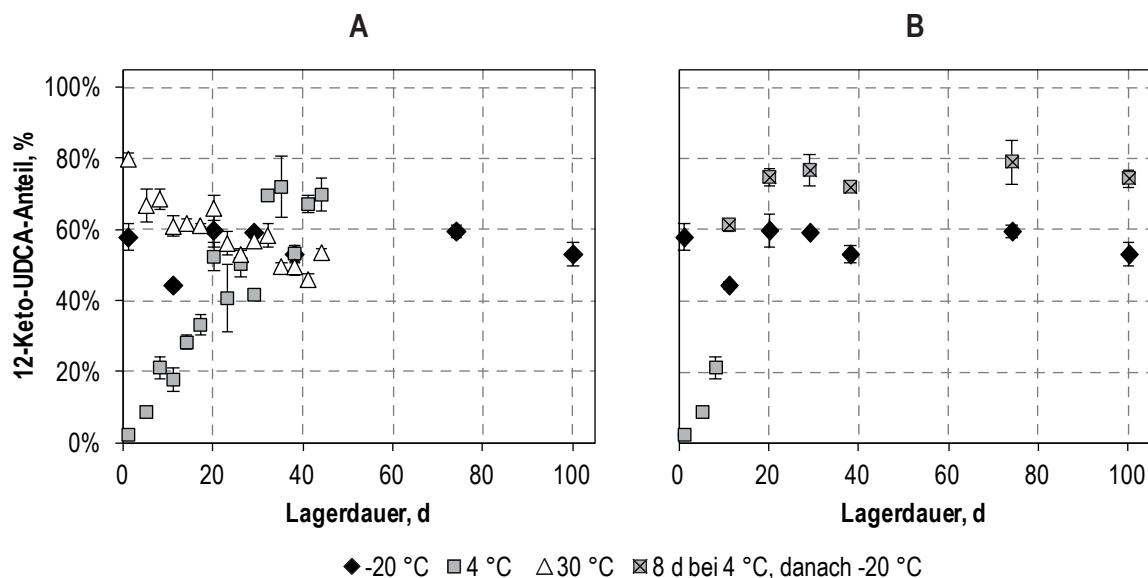 A
B
12-Keto-UDCA-Anteil, %
100%
80%
60%
40%
20%
0%
0 20 40 60 80 100
0 20 40 60 80 100
Lagerdauer, d
Lagerdauer, d
-20 °C 4 °C 30 °C 8 d bei 4 °C, danach -20 °C